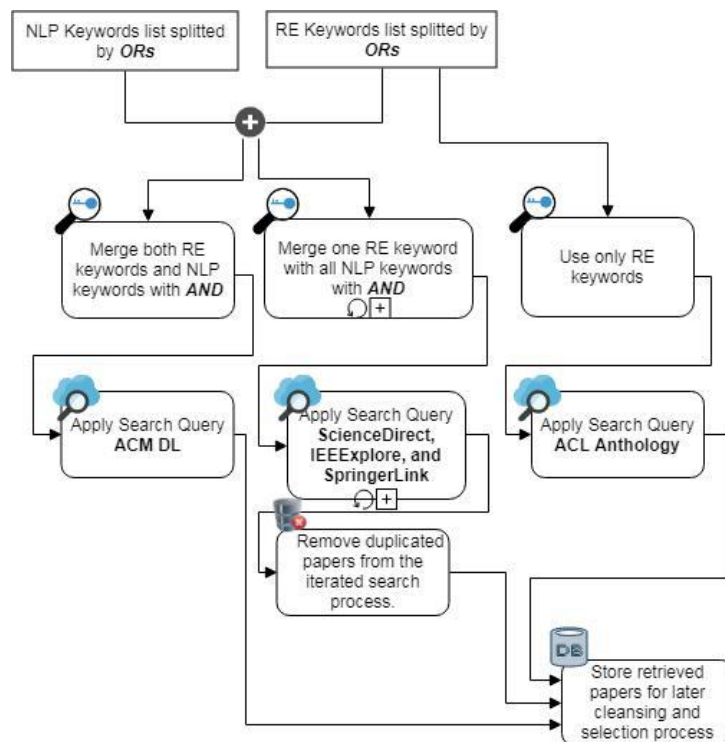 NLP Keywords list splitted
by ORs
RE Keywords list splitted by
ORs
Merge both RE
keywords and NLP
keywords with AND
Merge one RE keyword
with all NLP keywords
with AND
Use only RE
keywords
Apply Search Query
ACM DL
Apply Search Query
ScienceDirect,
IEEExplore, and
SpringerLink
Apply Search Query
ACL Anthology
Remove duplicated
papers from the
iterated search
process.
DB
Store retrieved
papers for later
cleansing and
selection process